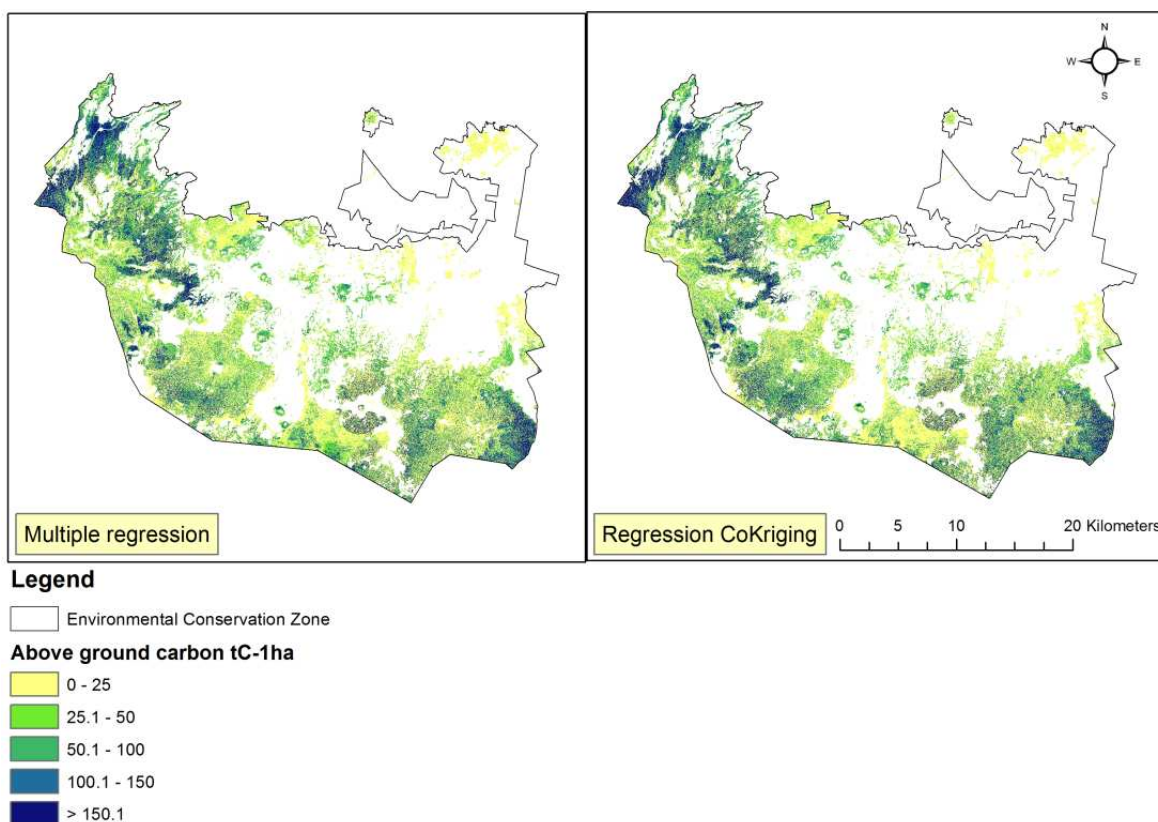 N
W E
S
Multiple regression
Regression CoKriging
0 5 10 20 Kilometers
Legend
Environmental Conservation Zone
Above ground carbon tC-1ha
0 - 25
25.1 - 50
50.1 - 100
100.1 - 150
> 150.1